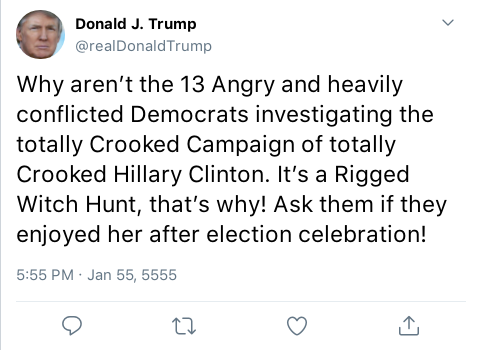 Donald J. Trump
@realDonaldTrump
Why aren’t the 13 Angry and heavily
conflicted Democrats investigating the
totally Crooked Campaign of totally
Crooked Hillary Clinton. It’s a Rigged
Witch Hunt, that’s why! Ask them if they
enjoyed her after election celebration!
5:55 PM · Jan 55, 5555